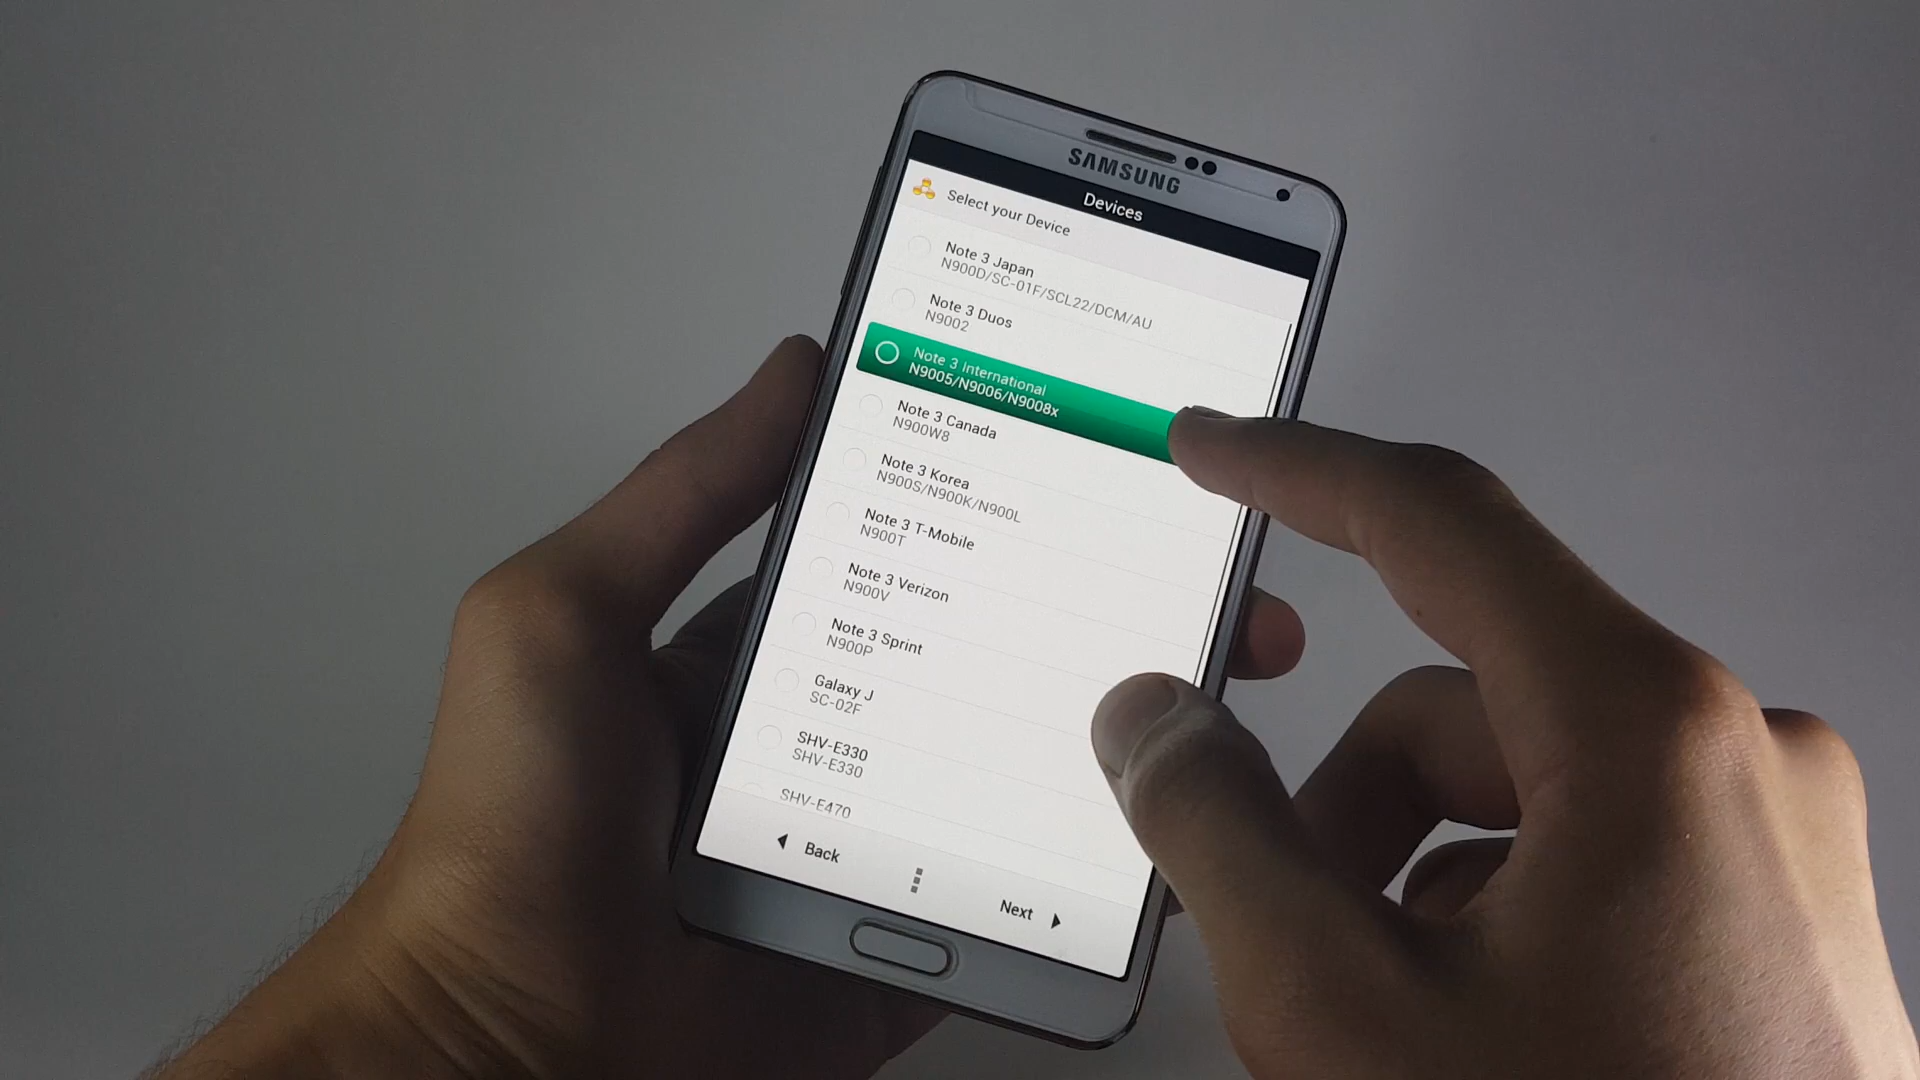 SAMSUNG
Devices
Select your Device
Note 3 Japan
N900D/SC-01F/SCL22/DCM/AU
Note 3 Duos
N9002
Note 3 International
N9005/N9006/N9008x
Note 3 Canada
N900W8
Note 3 Korea
N900S/N900K/N900L
Note 3 T-Mobile
N900T
Note 3 Verizon
N900V
Note 3 Sprint
N900P
Galaxy J
SC-02F
SHV-E330
SHV-E330
SHV-E470
Back
Next